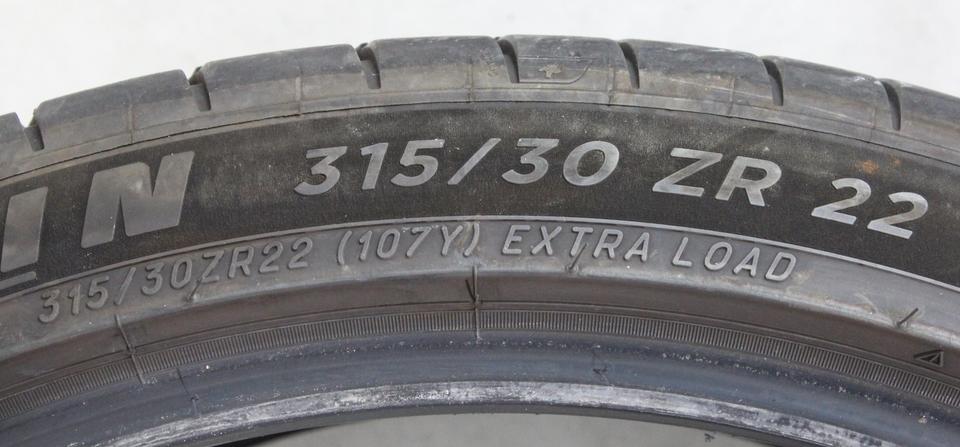 IN 315/30 ZR 22
315/30ZR22 (107Y) EXTRA LOAD